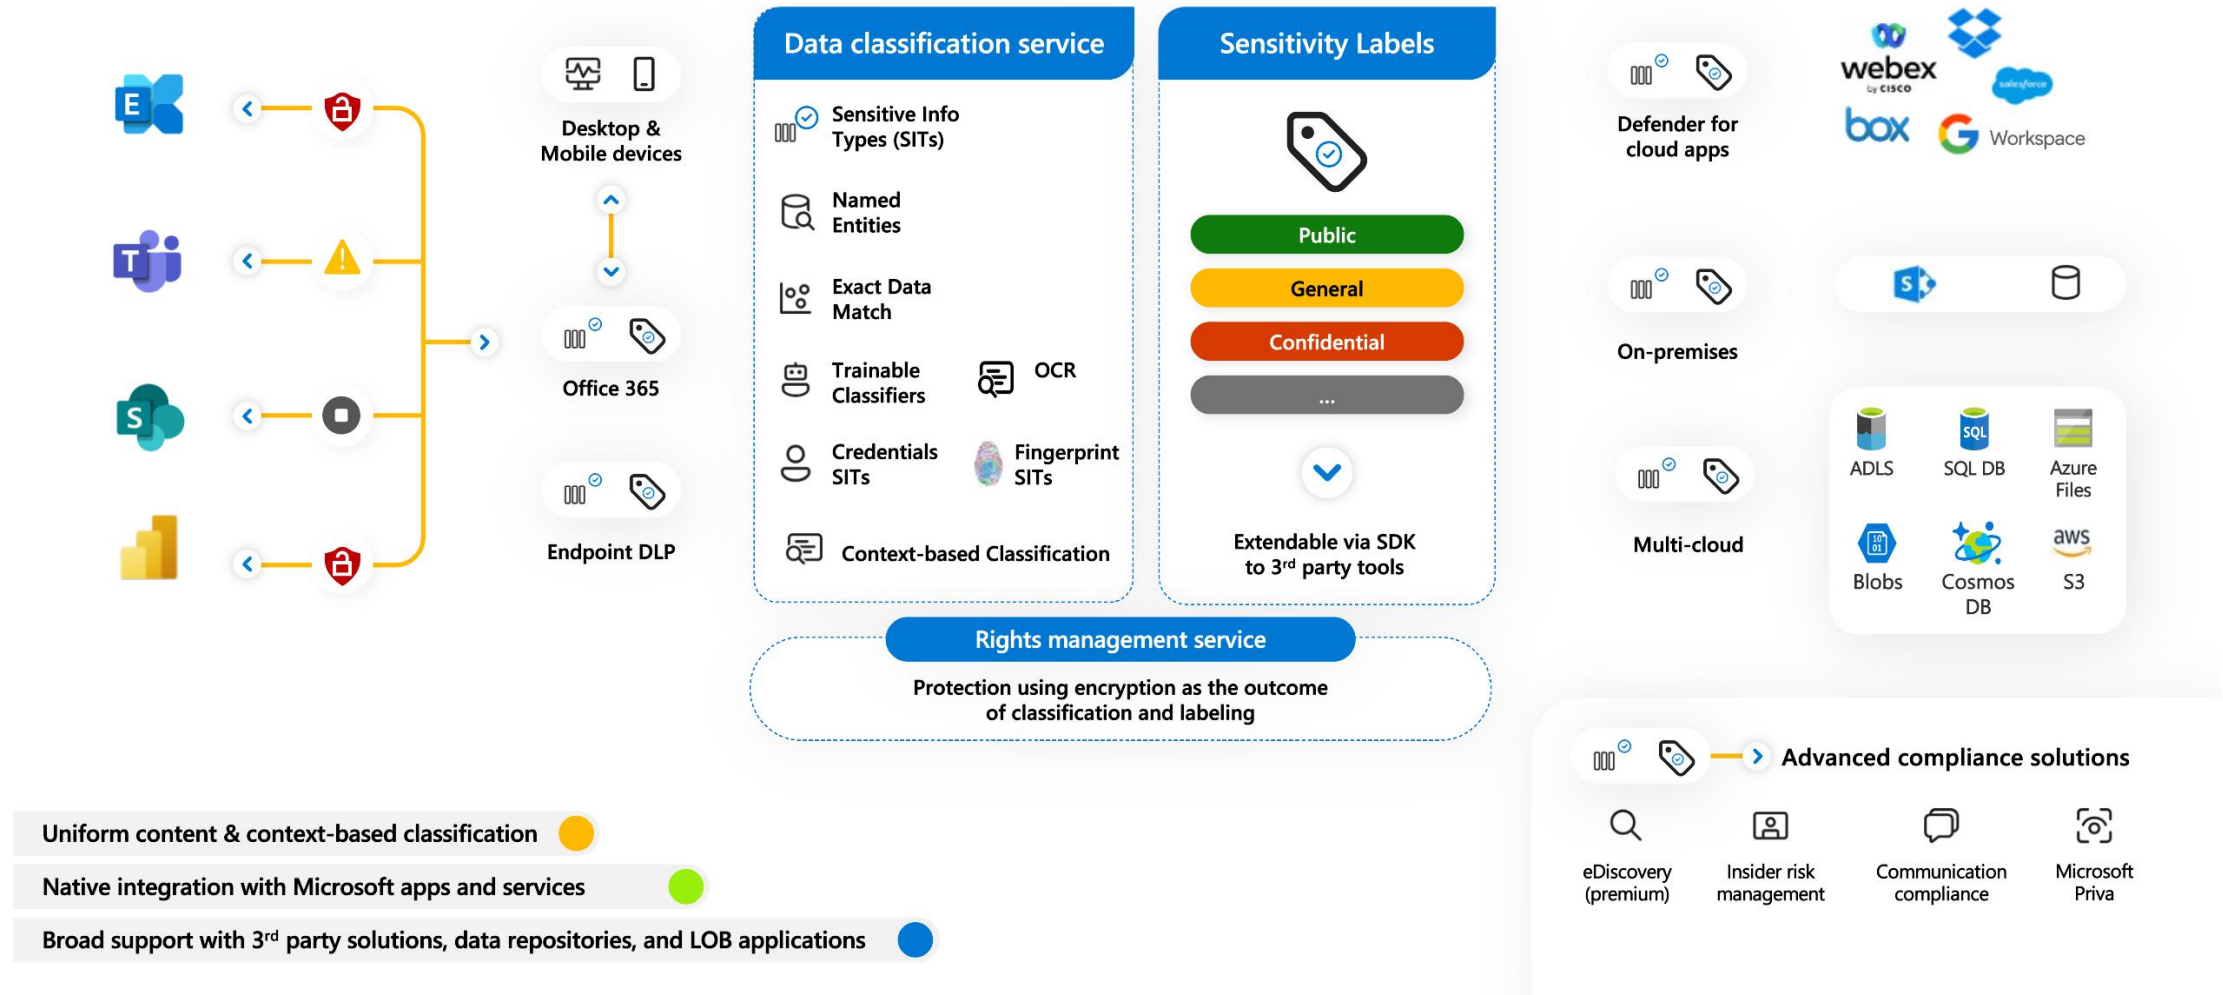 E
T
S
Desktop &
Mobile devices
Office 365
Endpoint DLP
Data classification service
Sensitive Info
Types (SITs)
Named
Entities
Exact Data
Match
Trainable
Classifiers
OCR
Credentials
SITs
Fingerprint
SITs
Context-based Classification
Sensitivity Labels
Public
General
Confidential
...
Extendable via SDK
to 3rd party tools
Rights management service
Protection using encryption as the outcome
of classification and labeling
Defender for
cloud apps
webex
by CISCO
salesforce
box
G Workspace
On-premises
S
Multi-cloud
ADLS
SQL
SQL DB
Azure
Files
10
01
Blobs
Cosmos
DB
aws
S3
Advanced compliance solutions
eDiscovery
(premium)
Insider risk
management
Communication
compliance
Microsoft
Priva
Uniform content & context-based classification
Native integration with Microsoft apps and services
Broad support with 3rd party solutions, data repositories, and LOB applications